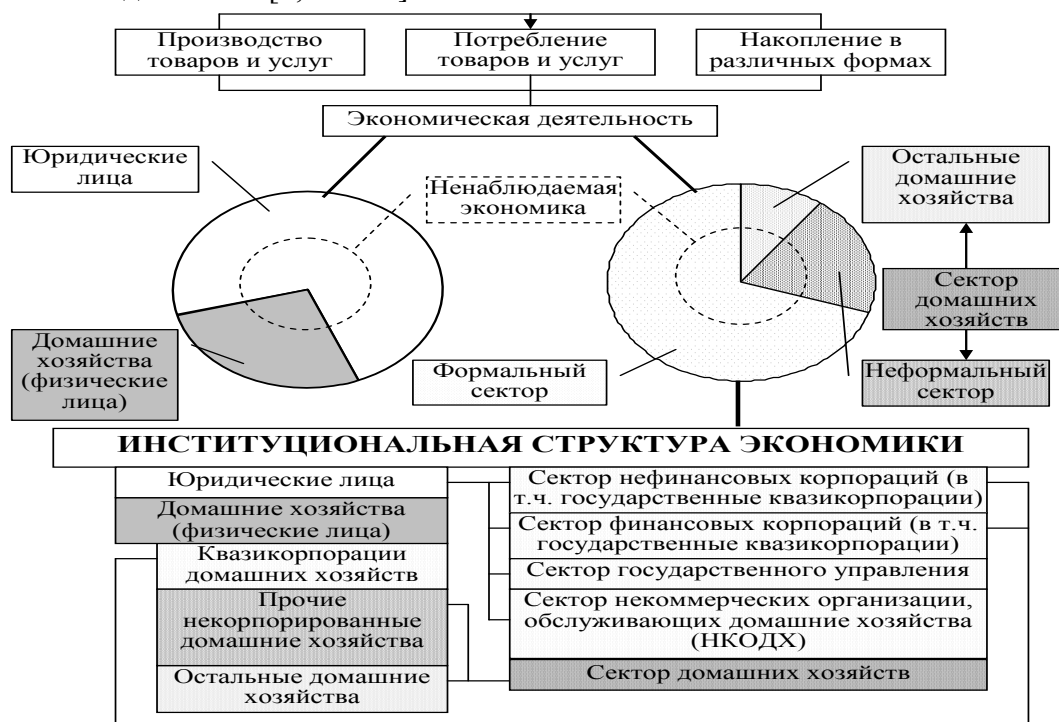 Производство
товаров и услуг
Потребление
товаров и услуг
Накопление в
различных формах
Экономическая деятельность
Юридические
лица
Ненаблюдаемая
экономика
Остальные
домашние
хозяйства
Сектор
домашних
хозяйств
Домашние
хозяйства
(физические
лица)
Формальный
сектор
Неформальный
сектор
ИНСТИТУЦИОНАЛЬНАЯ СТРУКТУРА ЭКОНОМИКИ
Юридические лица
Домашние хозяйства
(физические лица)
Квазикорпорации
домашних хозяйств
Прочие
некорпорированные
домашние хозяйства
Остальные домашние
хозяйства
Сектор нефинансовых корпораций (в
т.ч. государственные квазикорпорации)
Сектор финансовых корпораций (в т.ч.
государственные квазикорпорации)
Сектор государственного управления
Сектор некоммерческих организации,
обслуживающих домашние хозяйства
(НКОДХ)
Сектор домашних хозяйств